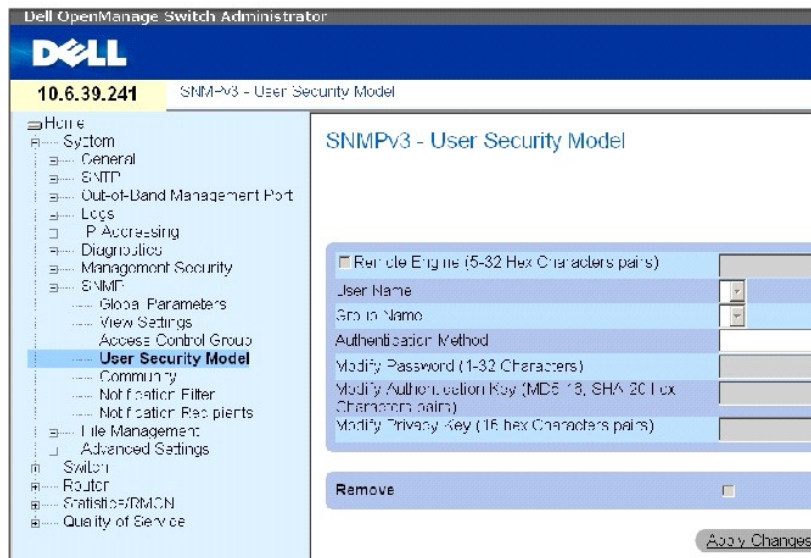 Dell OpenManage Switch Administrator
DELL
10.6.39.241
SNMPv3 - User Security Model
Home
System
General
SNTP
Out-of-Band Management Port
Logs
IP Addressing
Diagnostics
Management Security
SNMP
Global Parameters
View Settings
Access Control Group
User Security Model
Community
Notification Filter
Notification Recipients
File Management
Advanced Settings
Switch
Router
Statistics/RMON
Quality of Service
SNMPv3 - User Security Model
Remote Engine (5-32 Hex Characters pairs)
User Name
Group Name
Authentication Method
Modify Password (1-32 Characters)
Modify Authentication Key (MD5-16, SHA-20 hex
Characters pairs)
Modify Privacy Key (16 hex Characters pairs)
Remove
Apply Changes